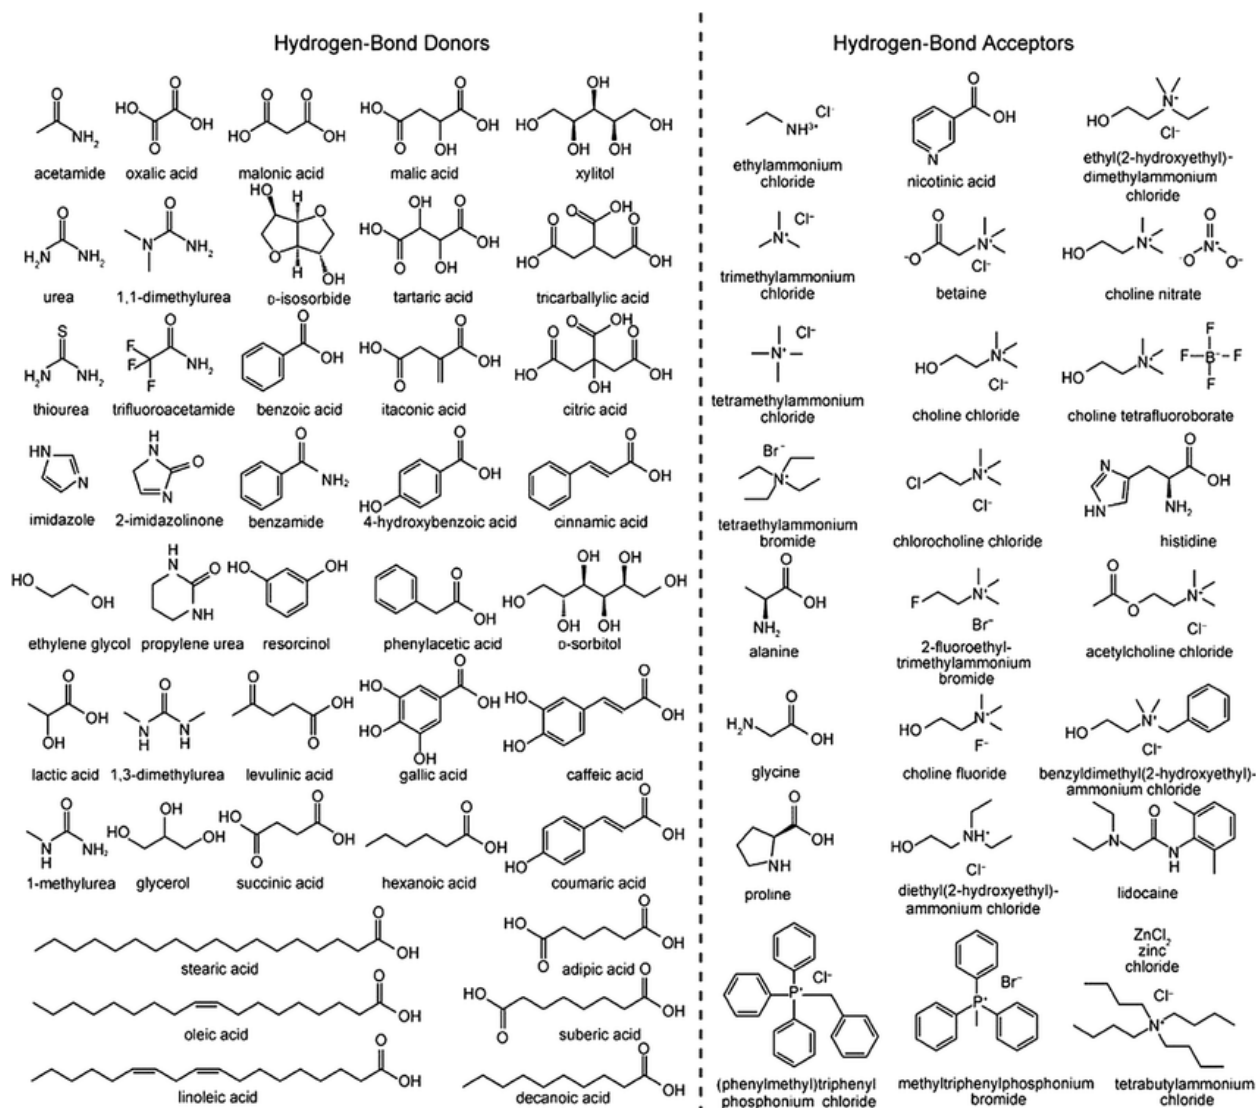 Hydrogen-Bond Donors
acetamide
oxalic acid
malonic acid
malic acid
xylitol
urea
1,1-dimethylurea
D-isosorbide
tartaric acid
tricarballylic acid
thiourea
trifluoroacetamide
benzoic acid
itaconic acid
citric acid
imidazole
2-imidazolinone
benzamide
4-hydroxybenzoic acid
cinnamic acid
ethylene glycol
propylene urea
resorcinol
phenylacetic acid
D-sorbitol
lactic acid
1,3-dimethylurea
levulinic acid
gallic acid
caffeic acid
1-methylurea
glycerol
succinic acid
hexanoic acid
coumaric acid
stearic acid
adipic acid
oleic acid
suberic acid
linoleic acid
decanoic acid
Hydrogen-Bond Acceptors
ethylammonium
chloride
nicotinic acid
ethyl(2-hydroxyethyl)-
dimethylammonium
chloride
trimethylammonium
chloride
betaine
choline nitrate
tetramethylammonium
chloride
choline chloride
choline tetrafluoroborate
tetraethylammonium
bromide
chlorocholine chloride
histidine
alanine
2-fluoroethyl-
trimethylammonium
bromide
acetylcholine chloride
glycine
choline fluoride
benzyldimethyl(2-hydroxyethyl)-
ammonium chloride
proline
diethyl(2-hydroxyethyl)-
ammonium chloride
lidocaine
(phenylmethyl)triphenyl
phosphonium chloride
methyltriphenylphosphonium
bromide
ZnCl₂
zinc
chloride
tetrabutylammonium
chloride